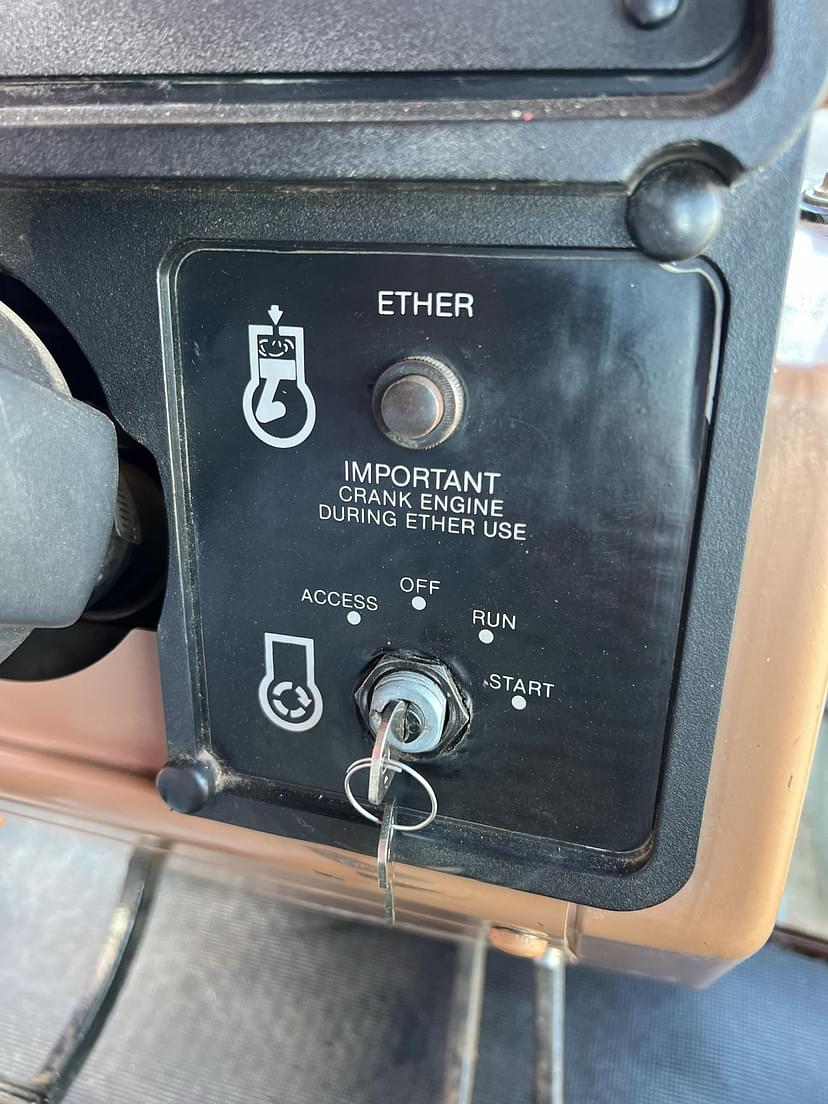 ETHER
IMPORTANT
CRANK ENGINE
DURING ETHER USE
OFF
ACCESS
RUN
START